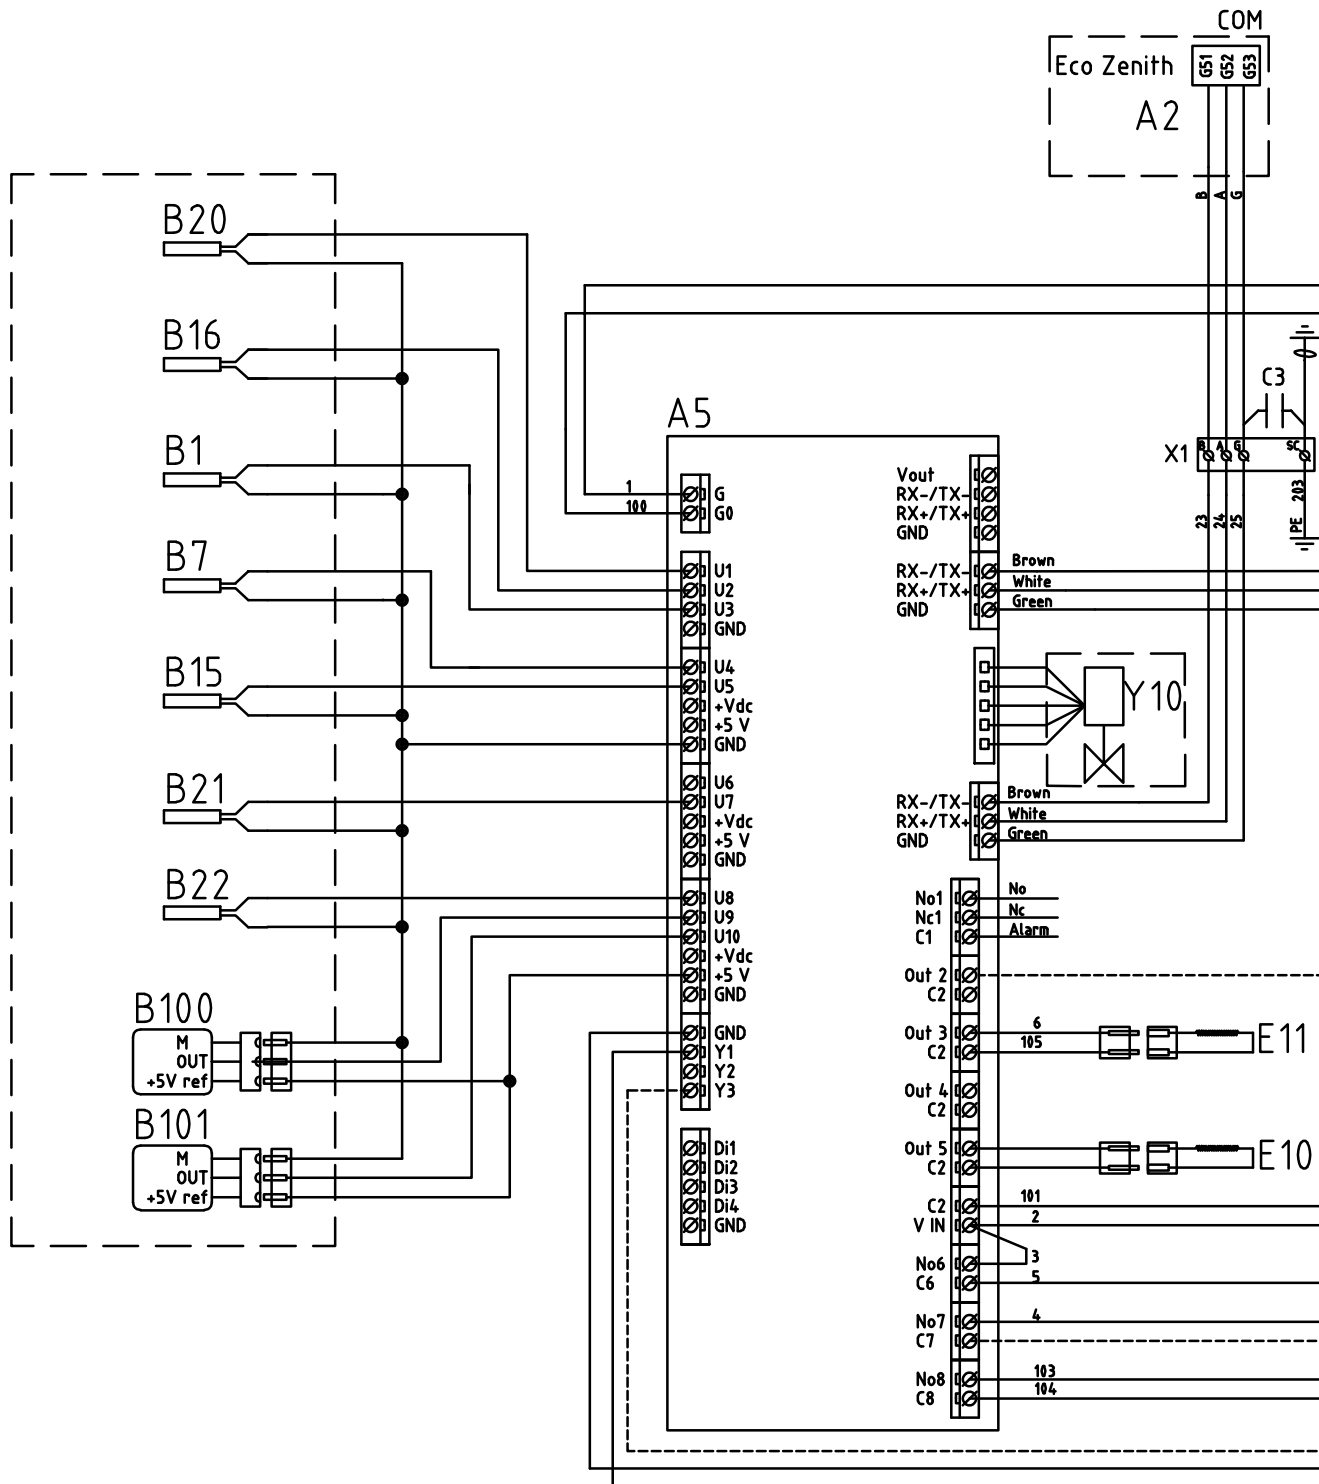 COM
Eco Zenith
G51
G52
G53
A2
B
A
G
B20
B16
B1
B7
B15
B21
B22
B100
M
OUT
+5V ref
B101
M
OUT
+5V ref
A5
1
100
G
G0
U1
U2
U3
GND
U4
U5
+Vdc
+5 V
GND
U6
U7
+Vdc
+5 V
GND
U8
U9
U10
+Vdc
+5 V
GND
GND
Y1
Y2
Y3
Di1
Di2
Di3
Di4
GND
Vout
RX-/TX-
RX+/TX+
GND
RX-/TX-
RX+/TX+
GND
Brown
White
Green
Y10
RX-/TX-
RX+/TX+
GND
Brown
White
Green
No1
Nc1
C1
No
Nc
Alarm
Out 2
C2
Out 3
C2
6
105
E11
Out 4
C2
Out 5
C2
E10
C2
V IN
101
2
No6
C6
3
5
No7
C7
4
No8
C8
103
104
C3
X1
B
A
G
SC
23
24
25
PE
203